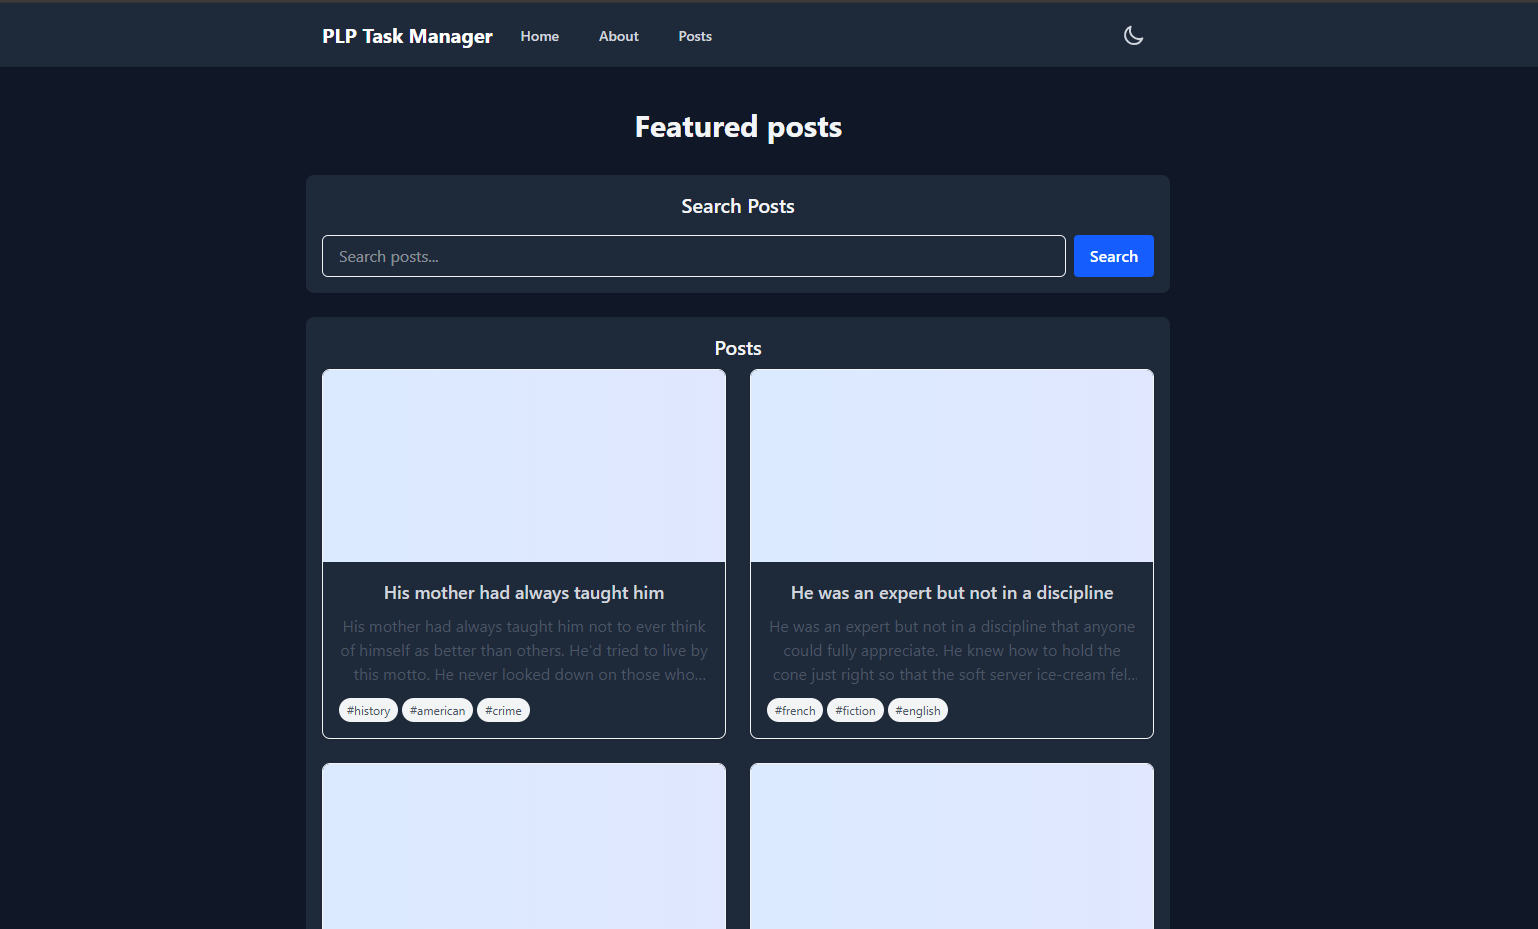 PLP Task Manager Home About Posts
Featured posts
Search Posts
Search posts... Search
Posts
His mother had always taught him
His mother had always taught him not to ever think
of himself as better than others. He'd tried to live by
this motto. He never looked down on those who...
#history #american #crime
He was an expert but not in a discipline
He was an expert but not in a discipline that anyone
could fully appreciate. He knew how to hold the
cone just right so that the soft server ice-cream fel...
#french #fiction #english